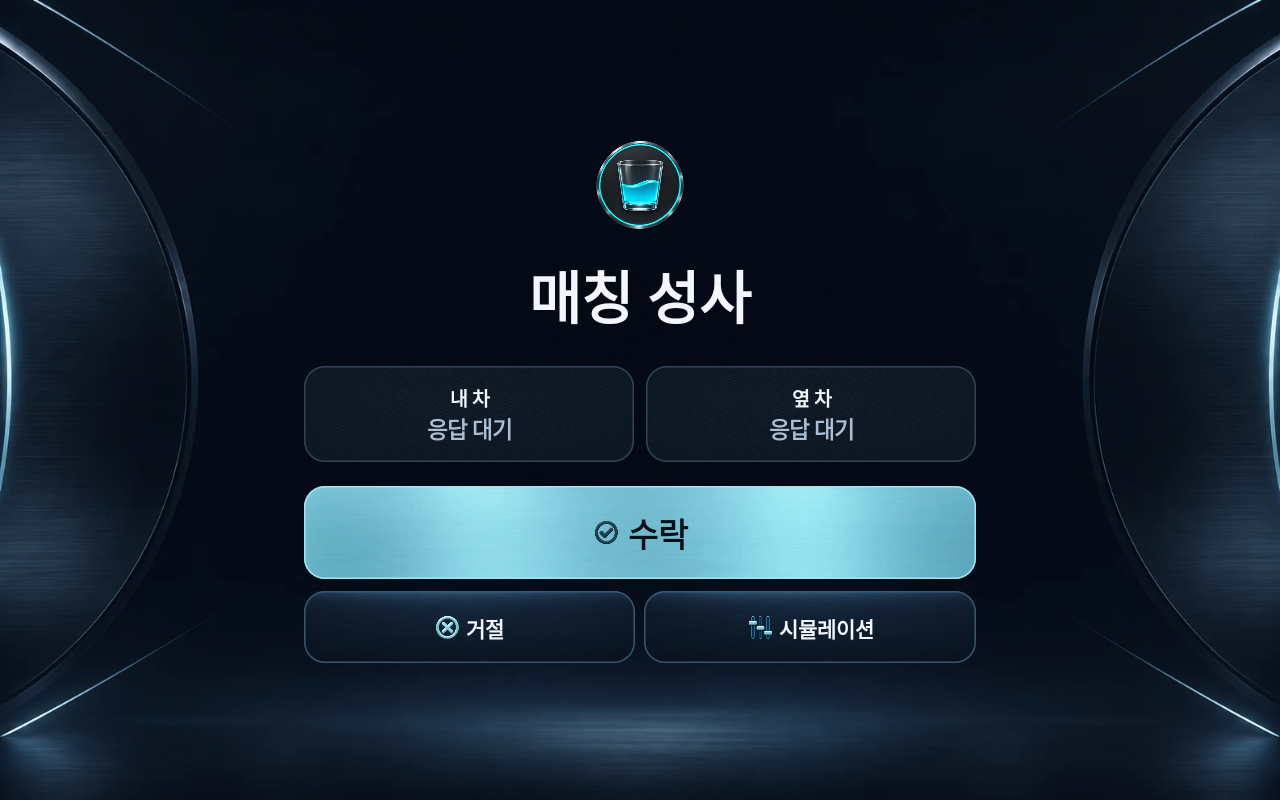 매칭 성사
내 차
응답 대기
옆 차
응답 대기
수락
거절
시뮬레이션